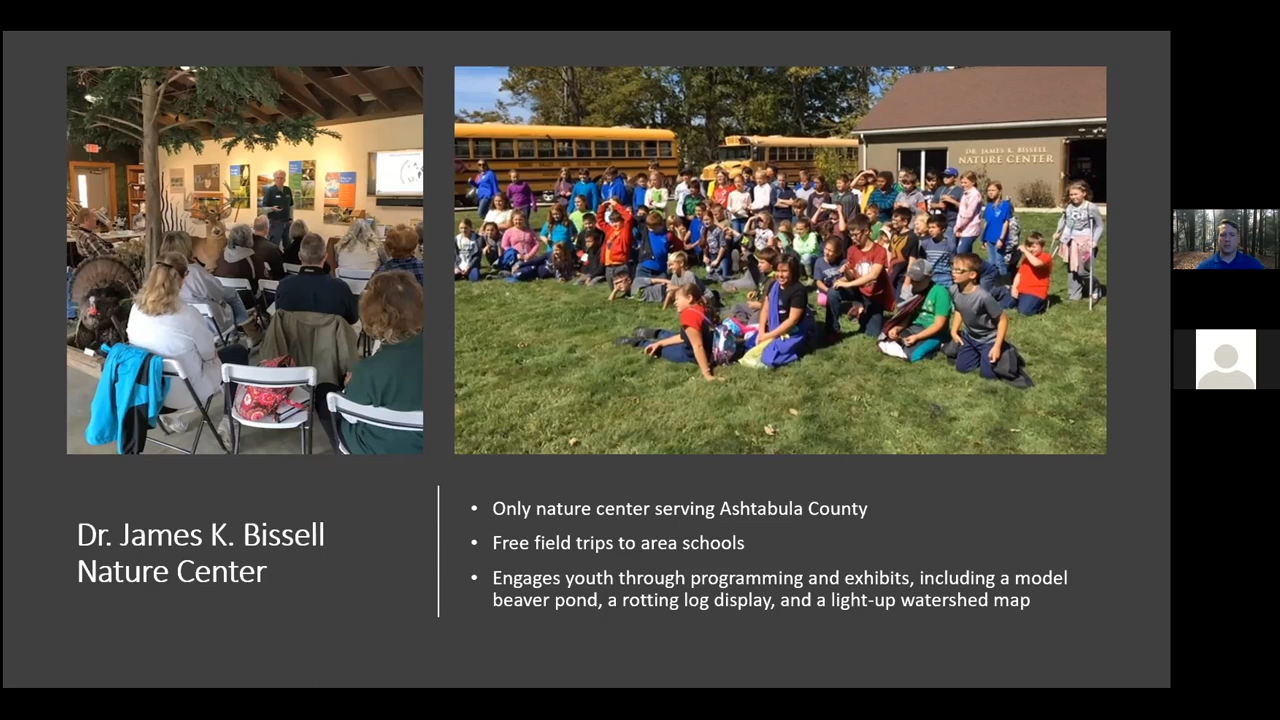 DR. JAMES K. BISSELL
NATURE CENTER
Dr. James K. Bissell
Nature Center
• Only nature center serving Ashtabula County
• Free field trips to area schools
• Engages youth through programming and exhibits, including a model
beaver pond, a rotting log display, and a light-up watershed map